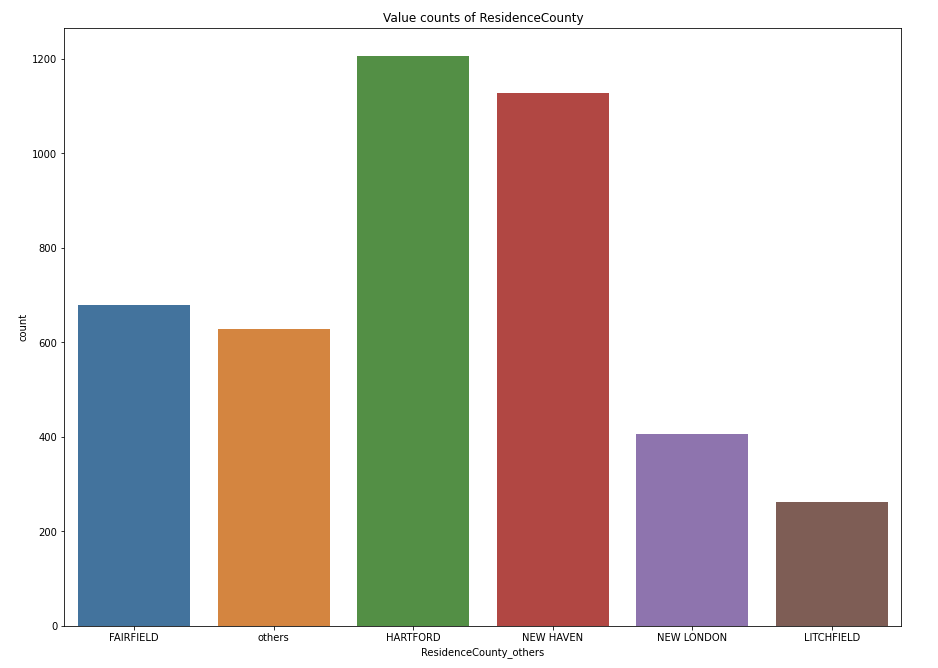 Value counts of ResidenceCounty
1200
1000
800
600
400
200
0
count
FAIRFIELD others HARTFORD NEW HAVEN NEW LONDON LITCHFIELD
ResidenceCounty_others